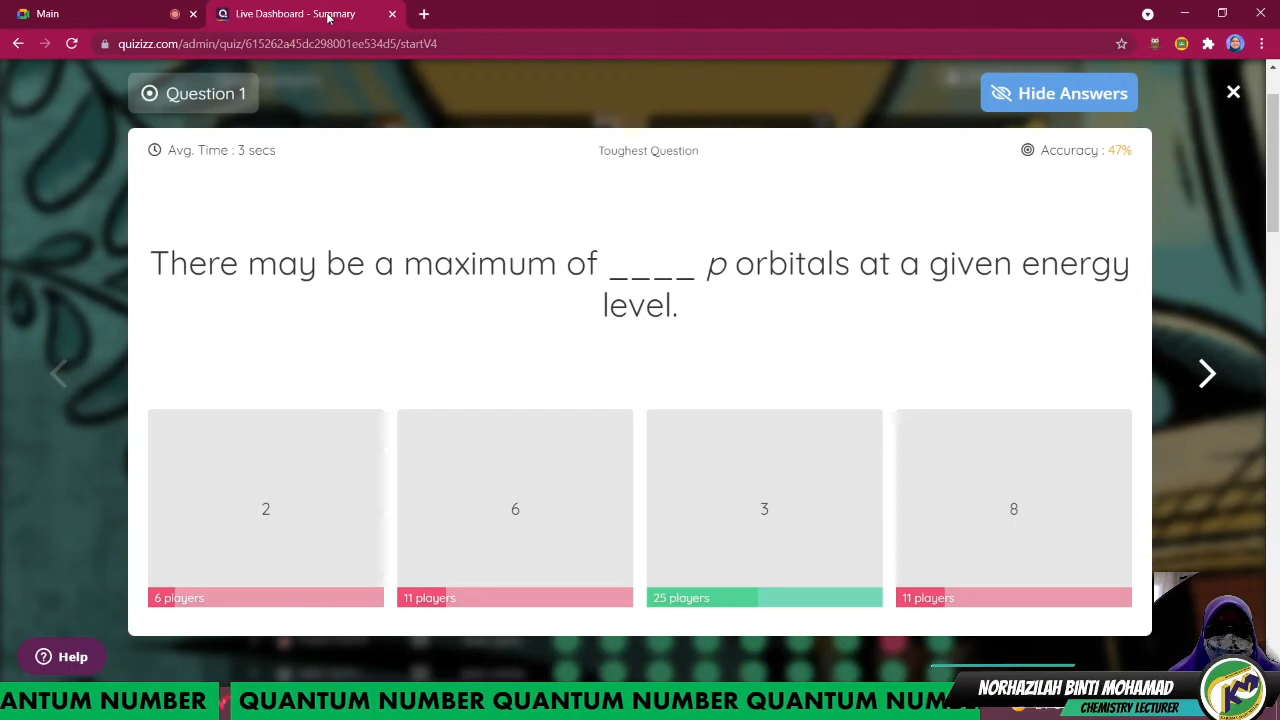 Main
Live Dashboard - Summary
quizizz.com/admin/quiz/615262a45dc298001ee534d5/startV4
Question 1
Hide Answers
Avg. Time : 3 secs
Toughest Question
Accuracy : 47%
There may be a maximum of ____ p orbitals at a given energy
level.
2
6
3
8
6 players
11 players
25 players
11 players
Help
ANTUM NUMBER
QUANTUM NUMBER QUANTUM NUMBER QUANTUM NUM
NORHAZILAH BINTI MOHAMAD
CHEMISTRY LECTURER